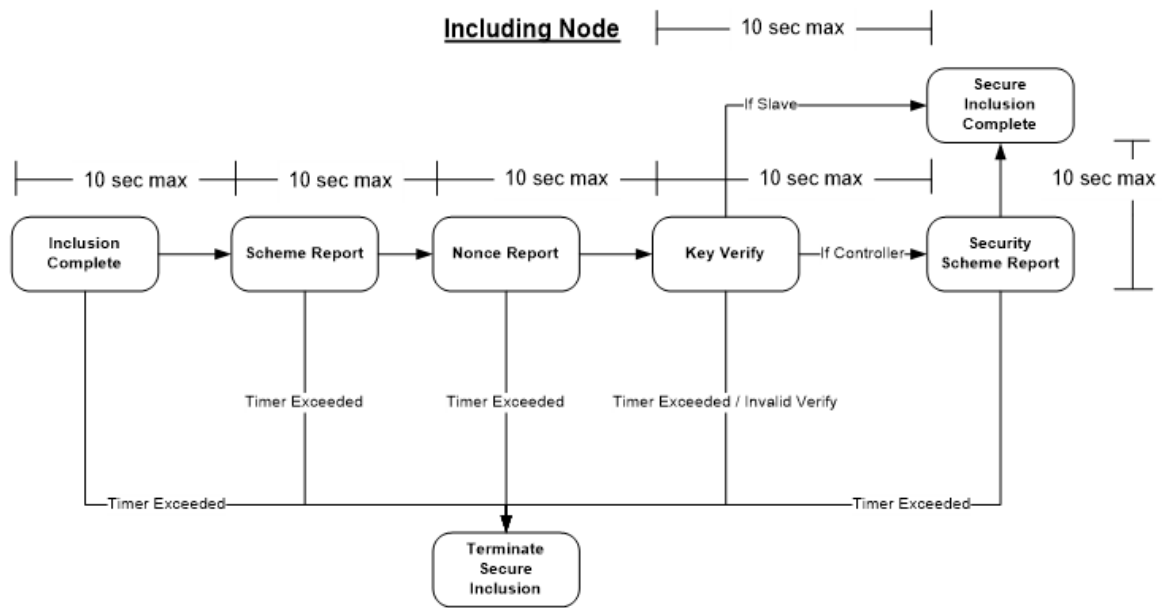 Including Node
10 sec max
If Slave
Secure
Inclusion
Complete
10 sec max
10 sec max
10 sec max
10 sec max
10 sec max
Inclusion
Complete
Scheme Report
Nonce Report
Key Verify
If Controller
Security
Scheme Report
Timer Exceeded
Timer Exceeded
Timer Exceeded / Invalid Verify
Timer Exceeded
Timer Exceeded
Terminate
Secure
Inclusion